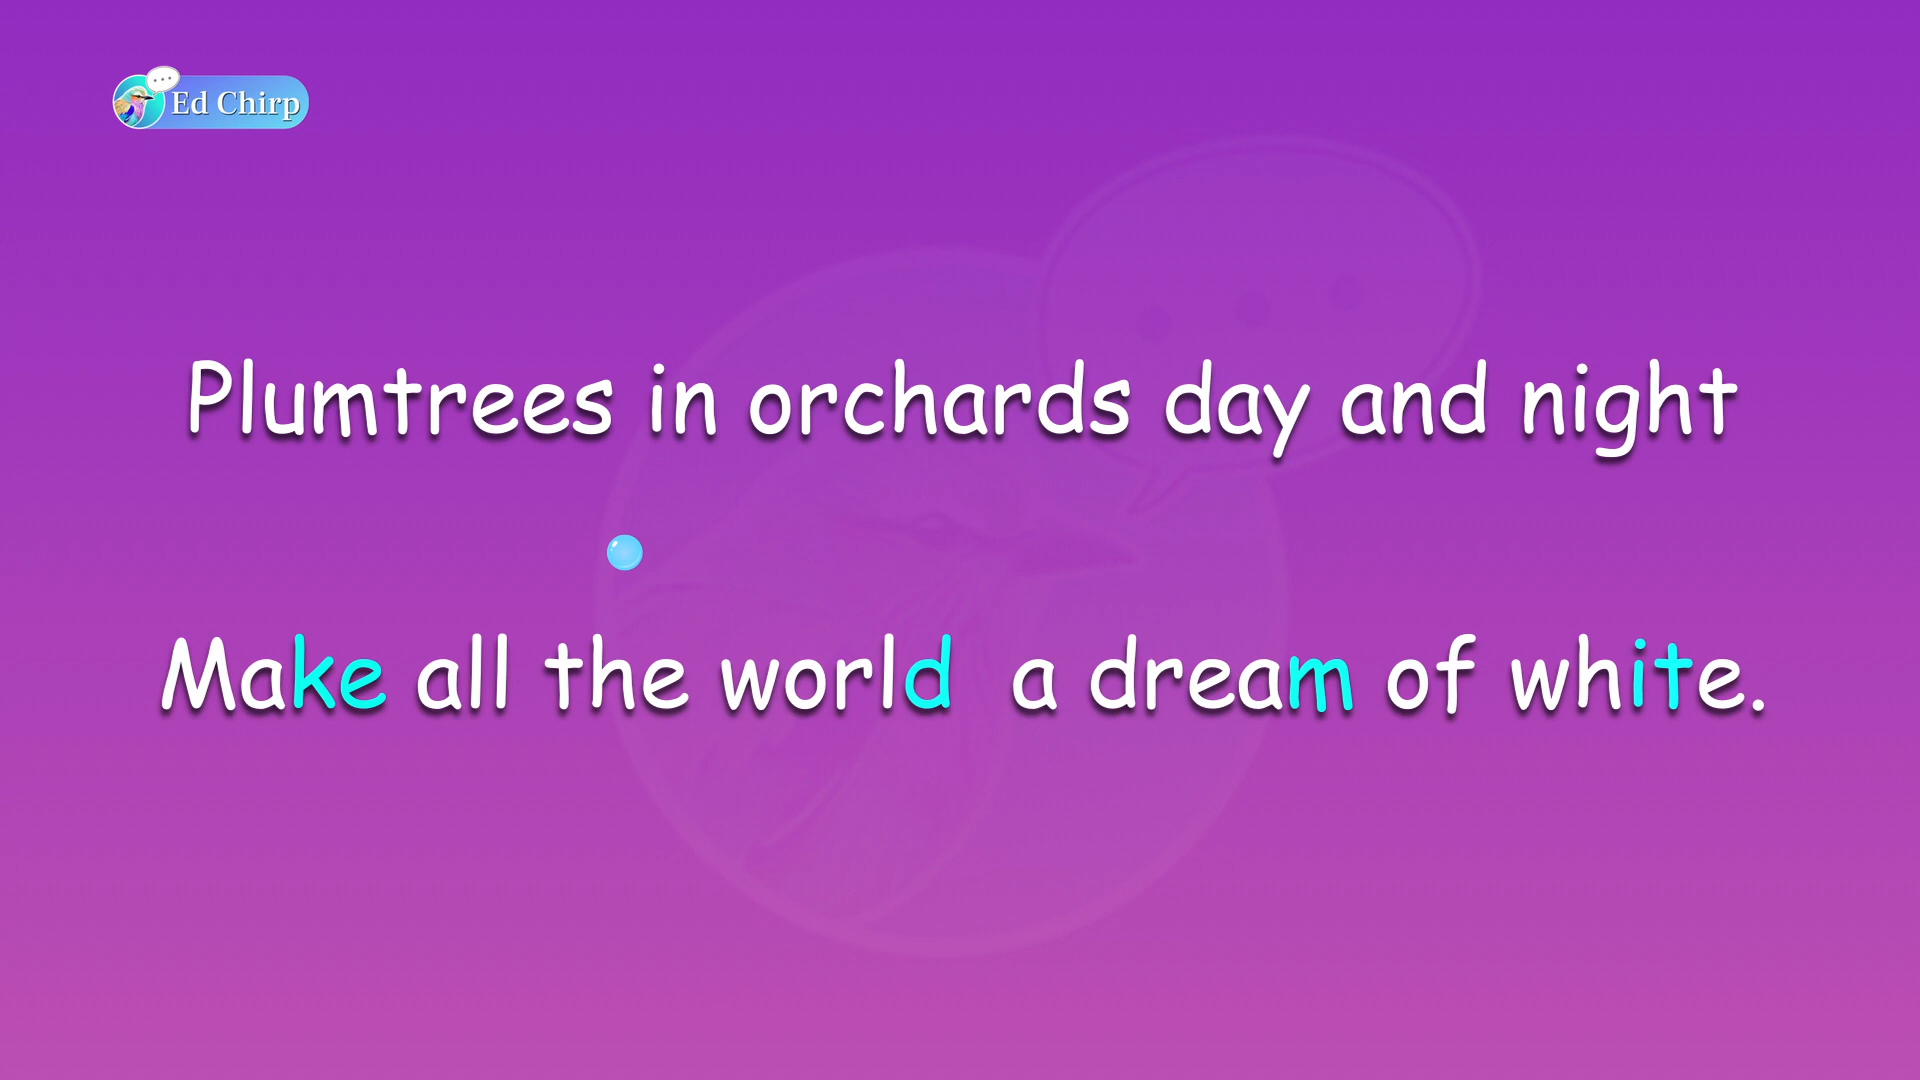 Ed Chirp
Plumtrees in orchards day and night
Make all the world a dream of white.